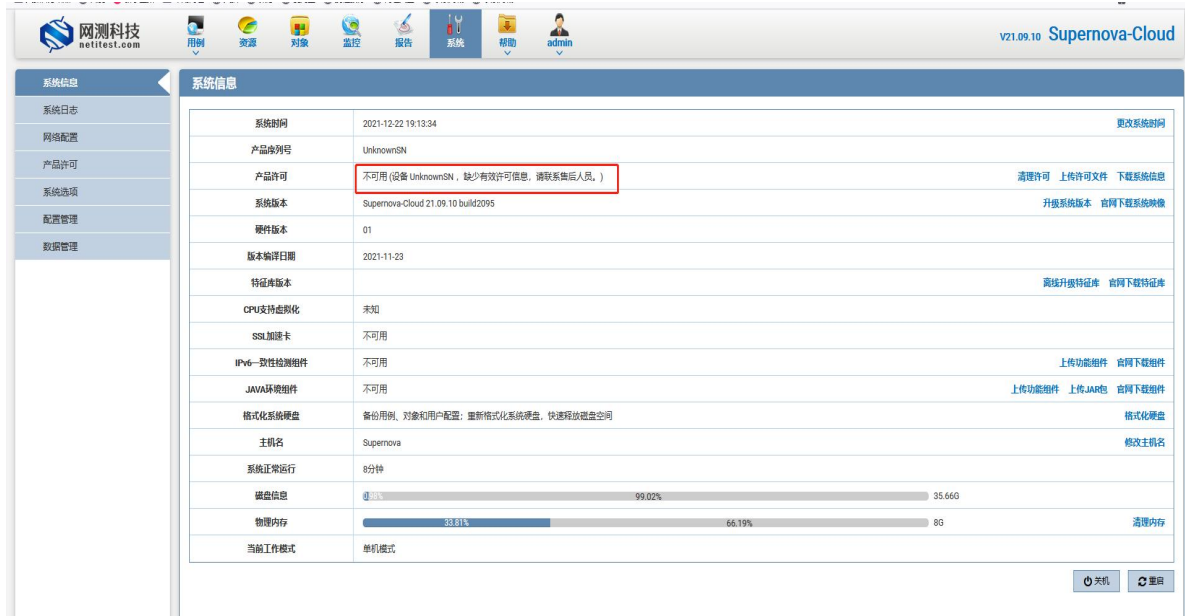 网测科技
netitest.com
用例
资源
对象
监控
报告
系统
帮助
admin
V21.09.10 Supernova-Cloud
系统信息
系统日志
网络配置
产品许可
系统选项
配置管理
数据管理
系统信息
系统时间 2021-12-22 19:13:34 更改系统时间
产品序列号 UnknownSN
产品许可 不可用 (设备 UnknownSN ，缺少有效许可信息，请联系售后人员。) 清理许可 上传许可文件 下载系统信息
系统版本 Supernova-Cloud 21.09.10 build2095 升级系统版本 官网下载系统映像
硬件版本 01
版本编译日期 2021-11-23
特征库版本 离线升级特征库 官网下载特征库
CPU支持虚拟化 未知
SSL加速卡 不可用
IPv6一致性检测组件 不可用 上传功能组件 官网下载组件
JAVA环境组件 不可用 上传功能组件 上传JAR包 官网下载组件
格式化系统硬盘 备份用例、对象和用户配置；重新格式化系统硬盘，快速释放磁盘空间 格式化硬盘
主机名 Supernova 修改主机名
系统正常运行 8分钟
磁盘信息 99.02% 35.66G
物理内存 33.81% 66.19% 8G 清理内存
当前工作模式 单机模式
关机 重启